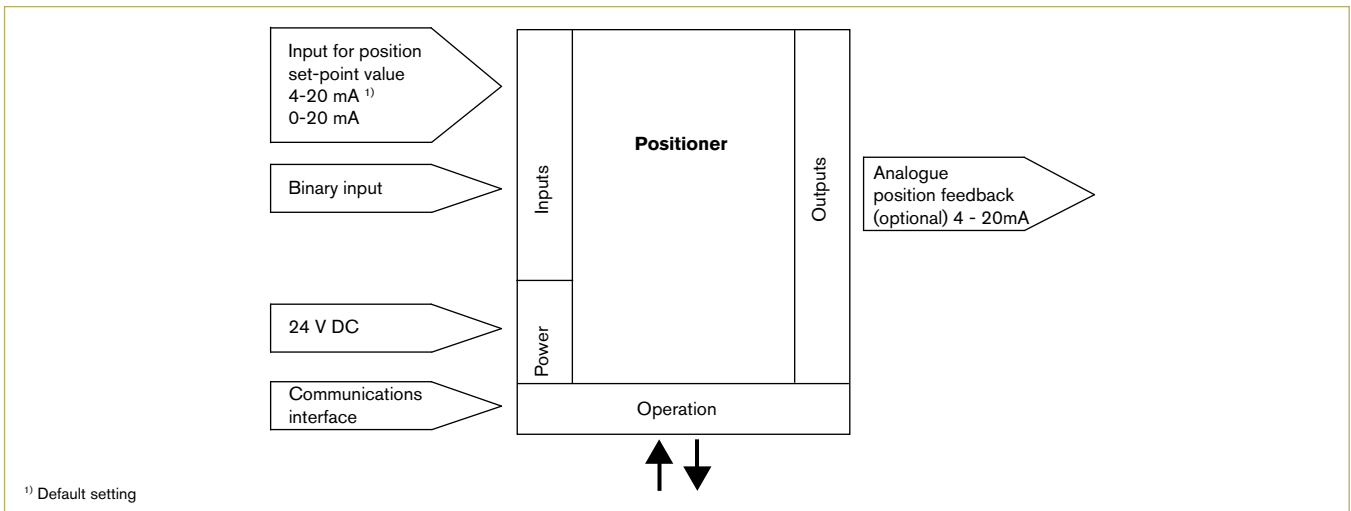 Input for position
set-point value
4-20 mA ¹⁾
0-20 mA
Binary input
24 V DC
Communications
interface
Inputs
Power
Positioner
Outputs
Operation
Analogue
position feedback
(optional) 4 - 20mA
¹⁾ Default setting